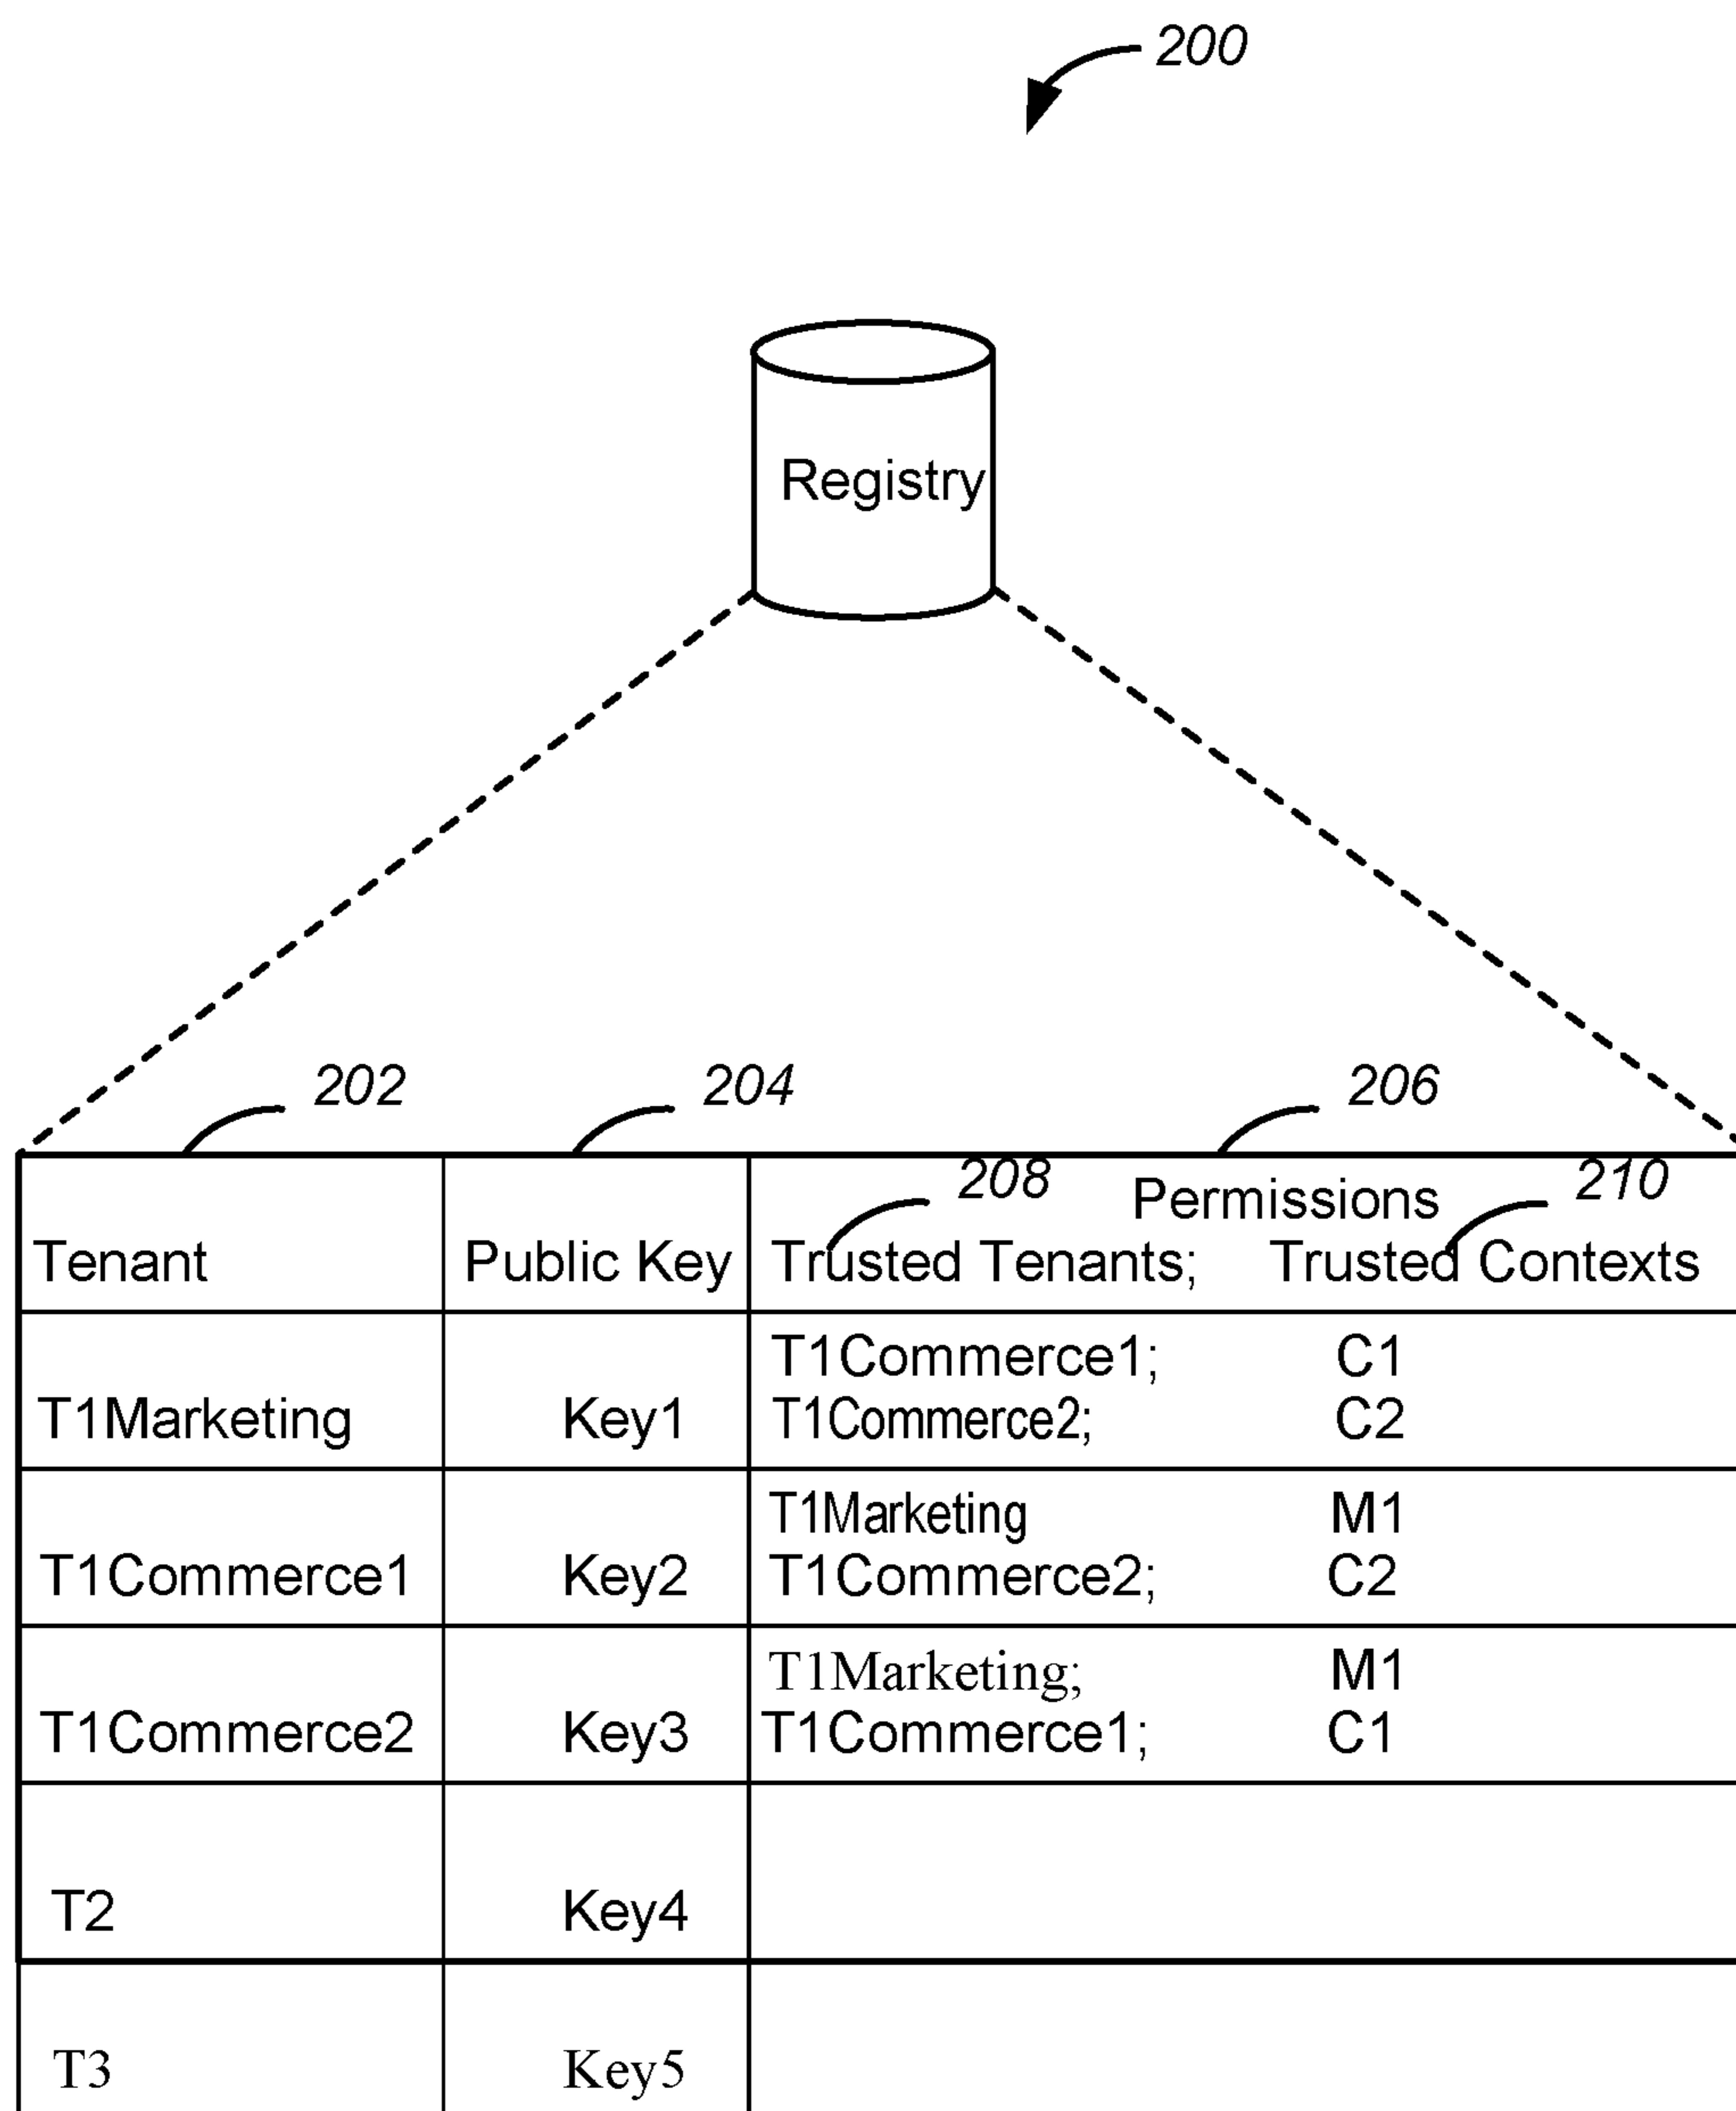 200
Registry
202 204 206
208 Permissions 210
Tenant Public Key Trusted Tenants; Trusted Contexts
T1Commerce1; C1
T1Marketing Key1 T1Commerce2; C2
T1Marketing M1
T1Commerce1 Key2 T1Commerce2; C2
T1Marketing; M1
T1Commerce2 Key3 T1Commerce1; C1
T2 Key4
T3 Key5